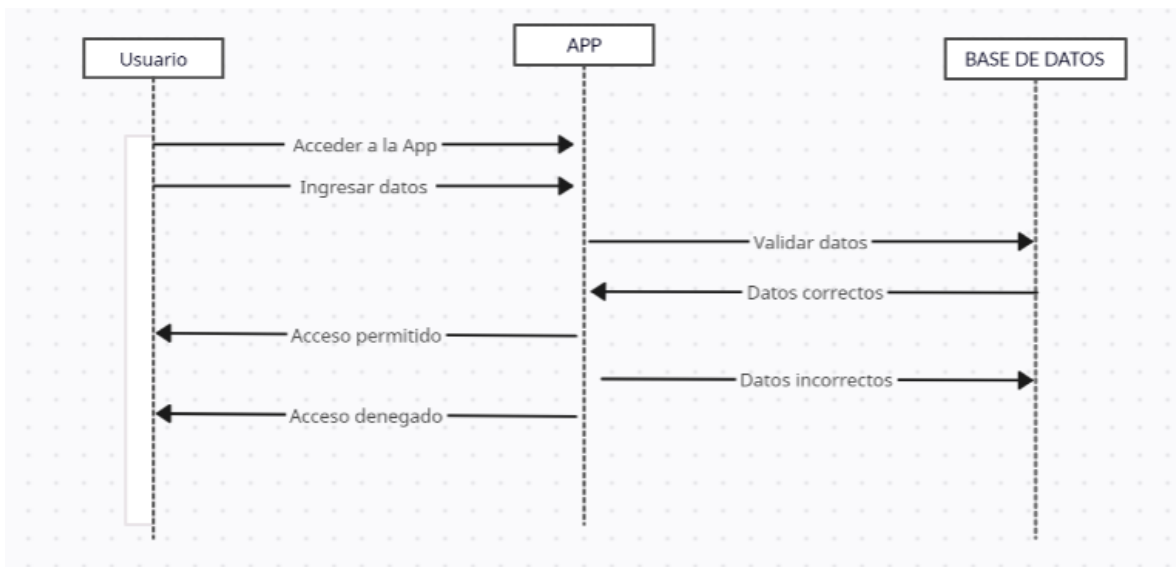 Usuario
APP
BASE DE DATOS
Acceder a la App
Ingresar datos
Validar datos
Datos correctos
Acceso permitido
Datos incorrectos
Acceso denegado